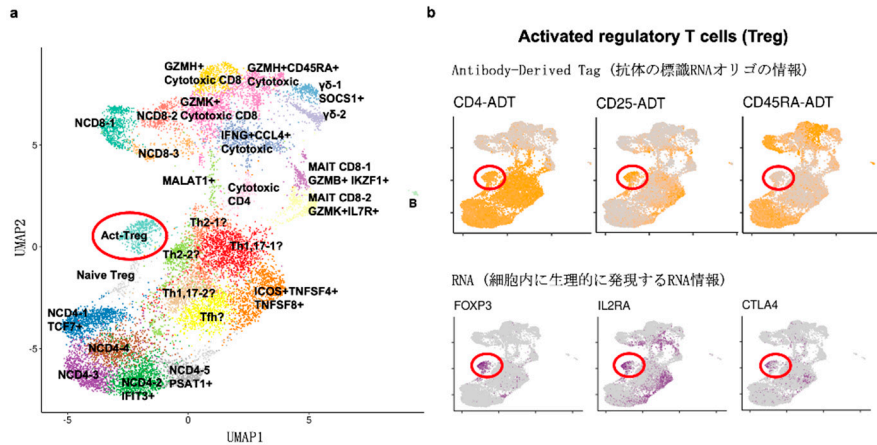 a
GZMH+
Cytotoxic CD8
GZMH+CD45RA+
Cytotoxic
γδ-1
SOCS1+
γδ-2
GZMK+
Cytotoxic CD8
NCD8-2
NCD8-1
IFNG+CCL4+
Cytotoxic
NCD8-3
MAIT CD8-1
GZMB+ IKZF1+
MALAT1+
Cytotoxic
CD4
MAIT CD8-2
GZMK+IL7R+
B
Act-Treg
Th2-1?
Th1,17-1?
Th2-2?
Naive Treg
Th1,17-2?
ICOS+TNFSF4+
TNFSF8+
NCD4-1
TCF7+
Tfh?
NCD4-4
NCD4-3
NCD4-2
IFIT3+
NCD4-5
PSAT1+
UMAP2
5
0
-5
-5
0
5
UMAP1
b
Activated regulatory T cells (Treg)
Antibody-Derived Tag (抗体の標識RNAオリゴの情報)
CD4-ADT
CD25-ADT
CD45RA-ADT
RNA (細胞内に生理的に発現するRNA情報)
FOXP3
IL2RA
CTLA4